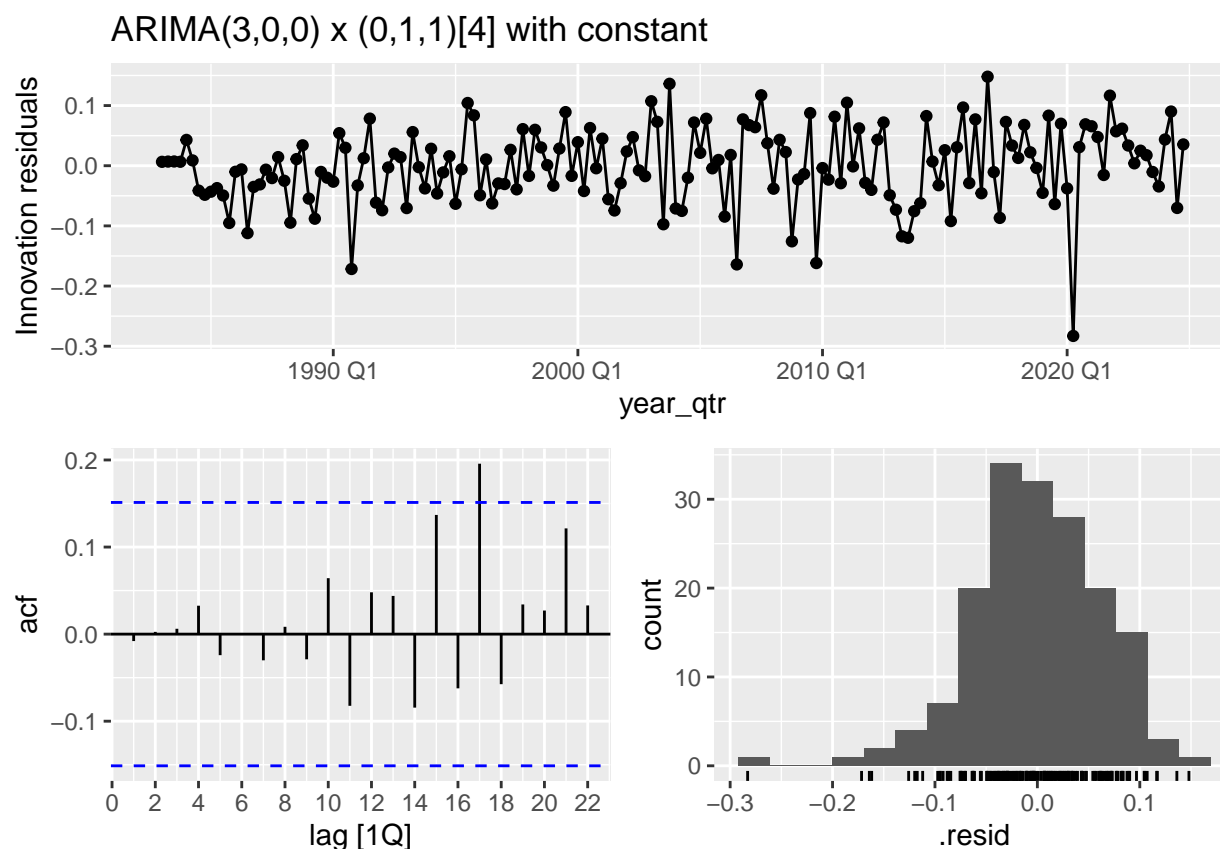 ARIMA(3,0,0) x (0,1,1)[4] with constant
Innovation residuals
0.1
0.0
−0.1
−0.2
−0.3
1990 Q1 2000 Q1 2010 Q1 2020 Q1
year_qtr
acf
0.2
0.1
0.0
−0.1
0 2 4 6 8 10 12 14 16 18 20 22
lag [1Q]
count
30
20
10
0
−0.3 −0.2 −0.1 0.0 0.1
.resid